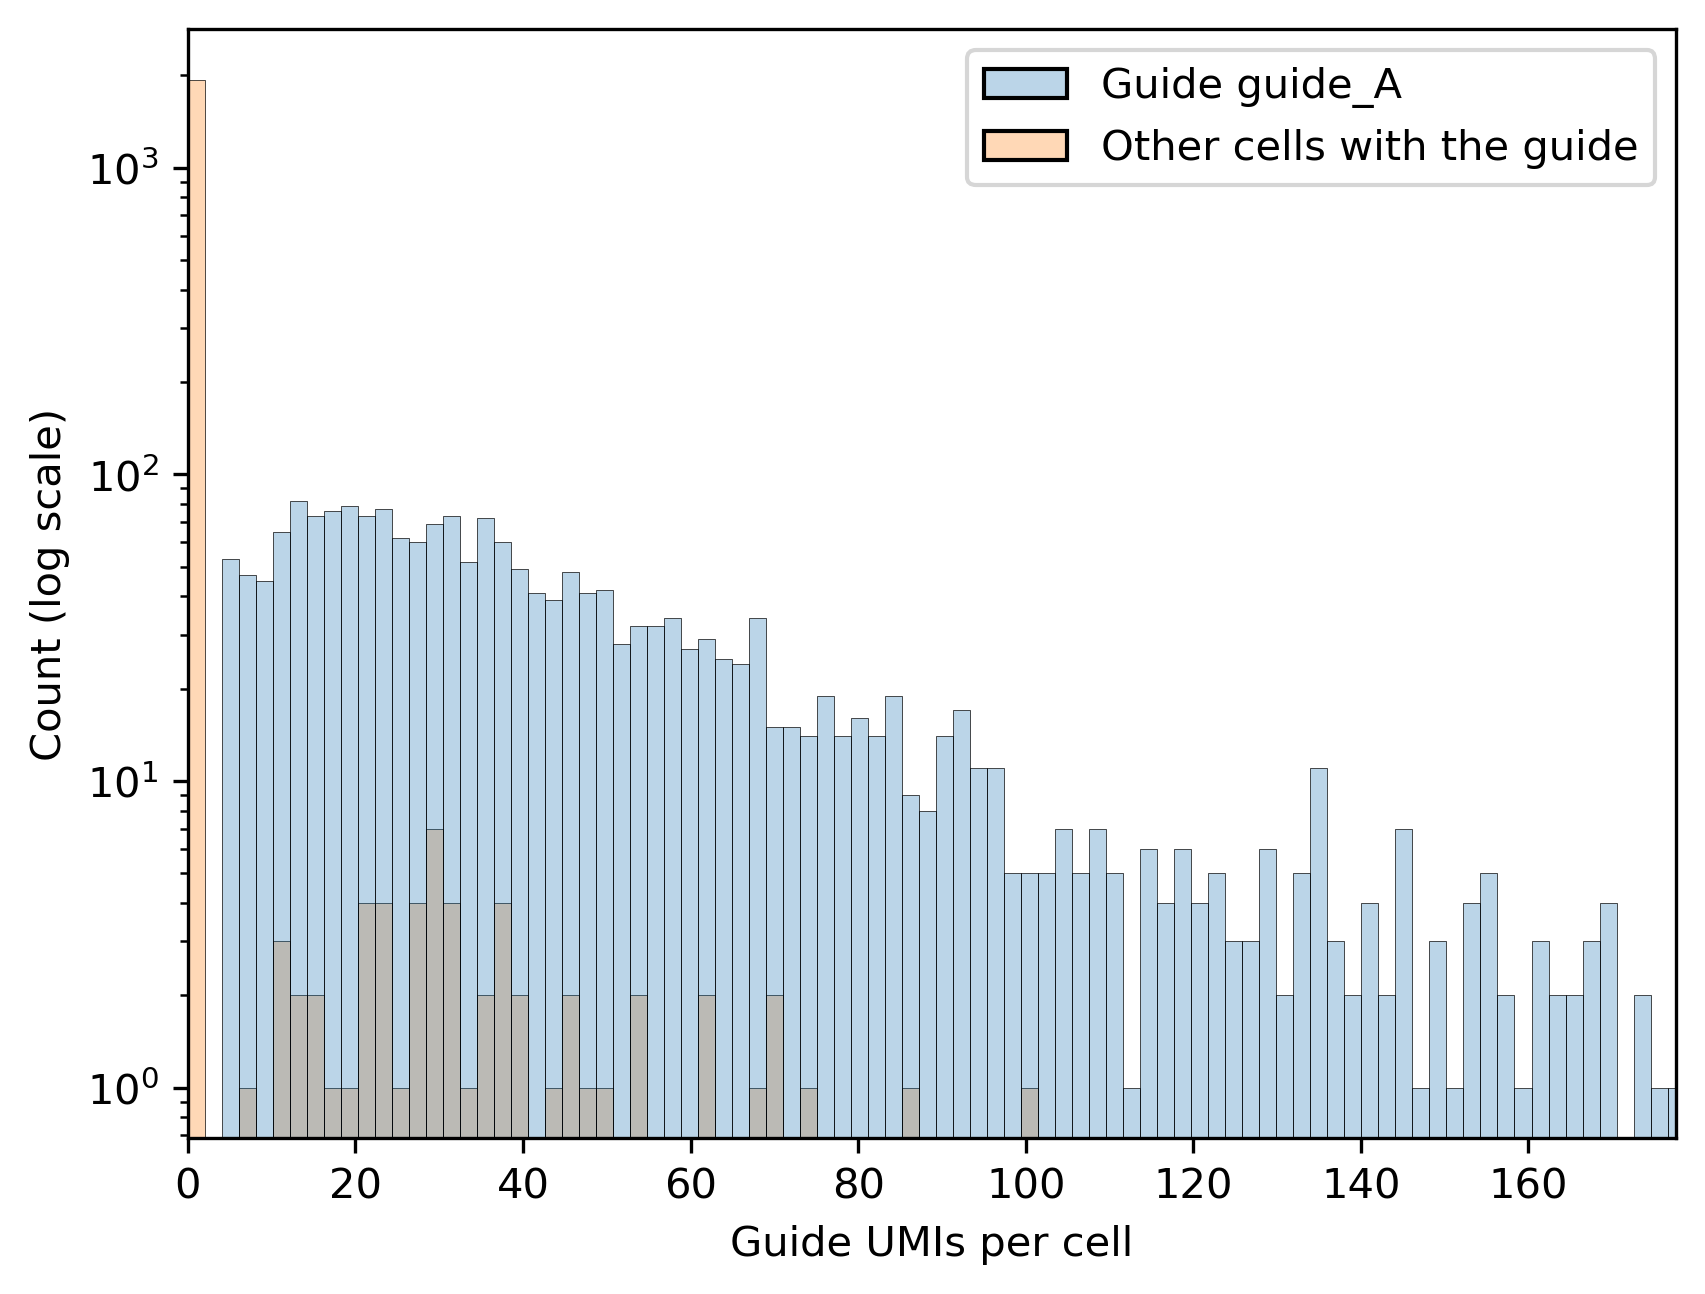 Guide guide_A
Other cells with the guide
Count (log scale)
10³
10²
10¹
10⁰
0 20 40 60 80 100 120 140 160
Guide UMIs per cell